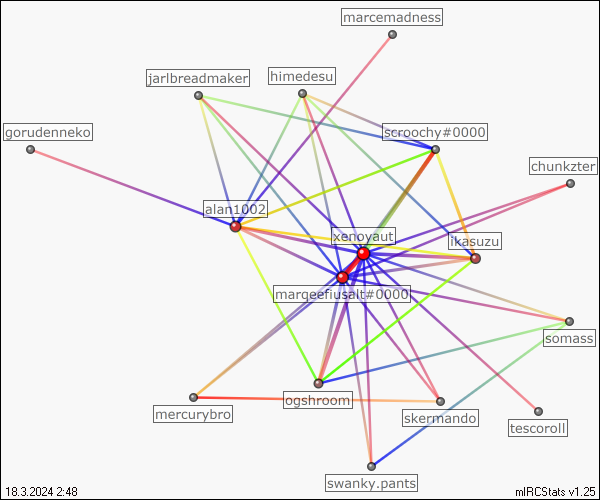 marcemadness
jarlbreadmaker
himedesu
gorudenneko
scroochy#0000
chunkzter
alan1002
xenoyaut
ikasuzu
marqeefiusalt#0000
somass
ogshroom
mercurybro
skermando
tescoroll
swanky.pants
18.3.2024 2:48
mIRCStats v1.25